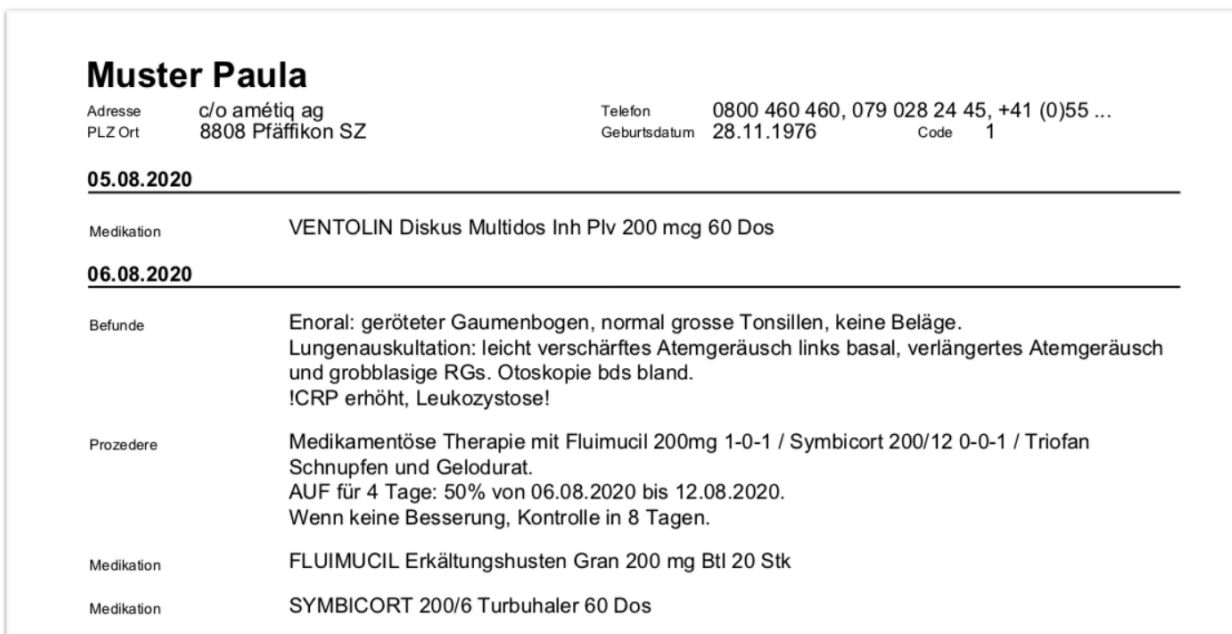 Muster Paula
Adresse c/o amétiq ag Telefon 0800 460 460, 079 028 24 45, +41 (0)55 ...
PLZ Ort 8808 Pfäffikon SZ Geburtsdatum 28.11.1976 Code 1
05.08.2020
Medikation VENTOLIN Diskus Multidos Inh Plv 200 mcg 60 Dos
06.08.2020
Befunde Enoral: geröteter Gaumenbogen, normal grosse Tonsillen, keine Beläge.
Lungenauskultation: leicht verschärftes Atemgeräusch links basal, verlängertes Atemgeräusch
und grobblasige RGs. Otoskopie bds bland.
!CRP erhöht, Leukozystose!
Prozedere Medikamentöse Therapie mit Fluimucil 200mg 1-0-1 / Symbicort 200/12 0-0-1 / Triofan
Schnupfen und Gelodurat.
AUF für 4 Tage: 50% von 06.08.2020 bis 12.08.2020.
Wenn keine Besserung, Kontrolle in 8 Tagen.
Medikation FLUIMUCIL Erkältungshusten Gran 200 mg Btl 20 Stk
Medikation SYMBICORT 200/6 Turbuhaler 60 Dos